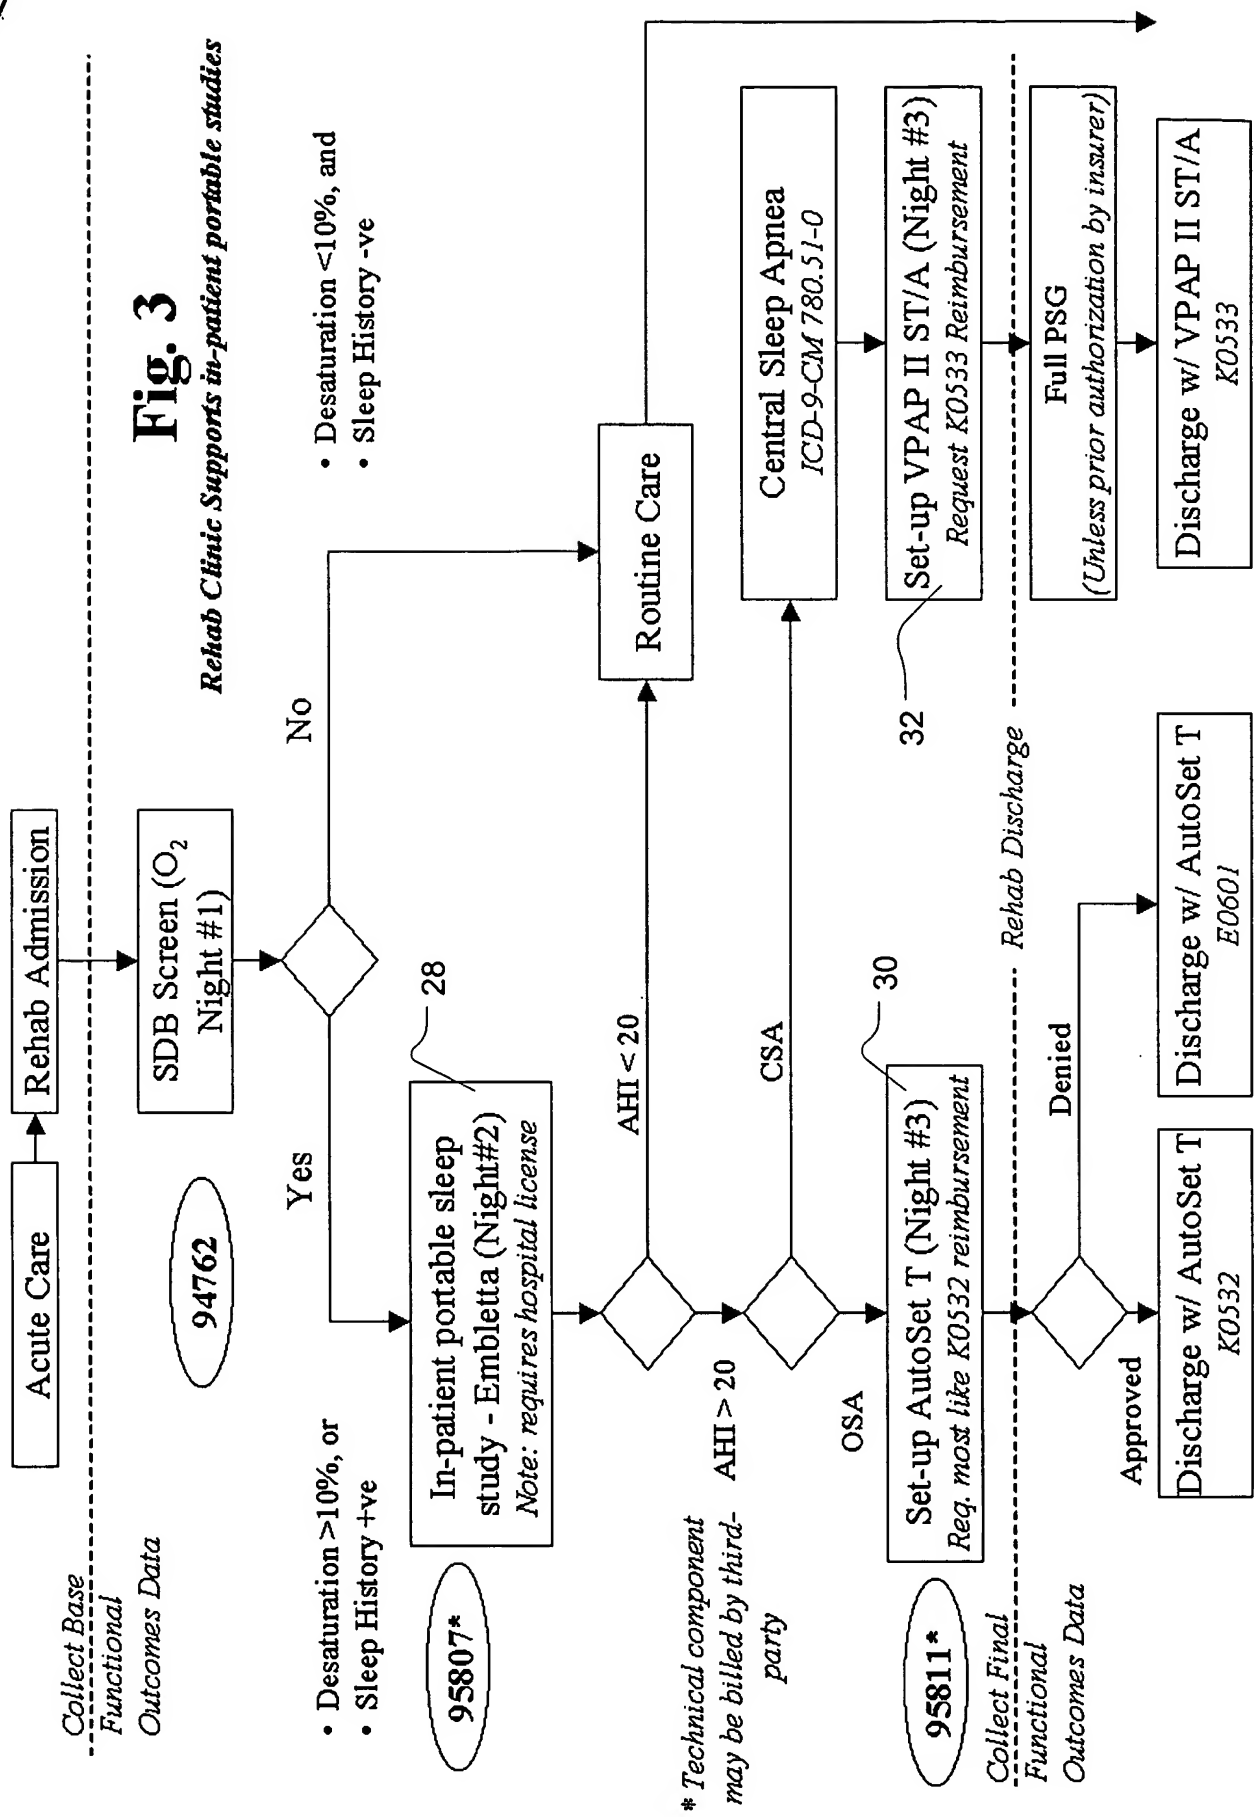 Fig. 3
Rehab Clinic Supports in-patient portable studies
Acute Care
Rehab Admission
Collect Base
Functional
Outcomes Data
94762
SDB Screen (O2
Night #1)
Yes
No
• Desaturation >10%, or
• Sleep History +ve
• Desaturation <10%, and
• Sleep History -ve
95807*
In-patient portable sleep
study - Embletta (Night#2)
Note: requires hospital license
28
AHI < 20
Routine Care
* Technical component
may be billed by third-
party
AHI > 20
CSA
Central Sleep Apnea
ICD-9-CM 780.51-0
OSA
95811*
Set-up AutoSet T (Night #3)
Req. most like K0532 reimbursement
30
32
Set-up VPAP II ST/A (Night #3)
Request K0533 Reimbursement
Collect Final
Functional
Outcomes Data
Rehab Discharge
Full PSG
(Unless prior authorization by insurer)
Approved
Denied
Discharge w/ AutoSet T
K0532
Discharge w/ AutoSet T
E0601
Discharge w/ VPAP II ST/A
K0533